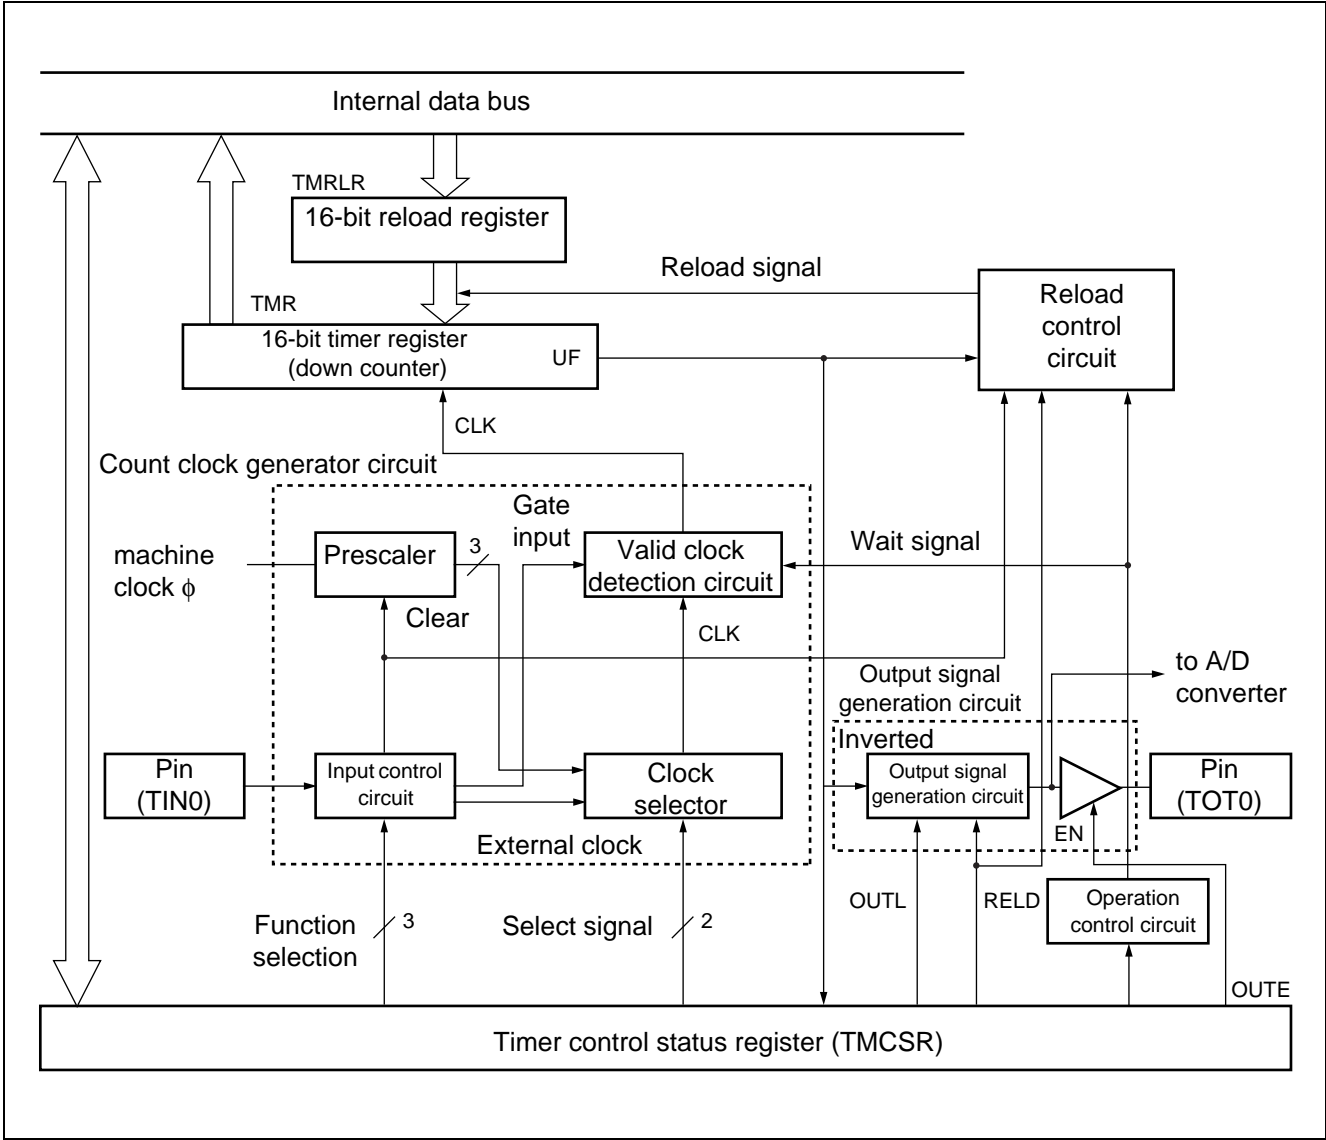 Internal data bus
TMRLR
16-bit reload register
Reload signal
Reload
control
circuit
TMR
16-bit timer register
(down counter)
UF
CLK
Count clock generator circuit
Gate
input
machine
clock ϕ
Prescaler
3
Valid clock
detection circuit
Wait signal
Clear
CLK
to A/D
converter
Output signal
generation circuit
Inverted
Pin
(TIN0)
Input control
circuit
Clock
selector
Output signal
generation circuit
EN
Pin
(TOT0)
External clock
Function
selection
3
Select signal
2
OUTL
RELD
Operation
control circuit
OUTE
Timer control status register (TMCSR)